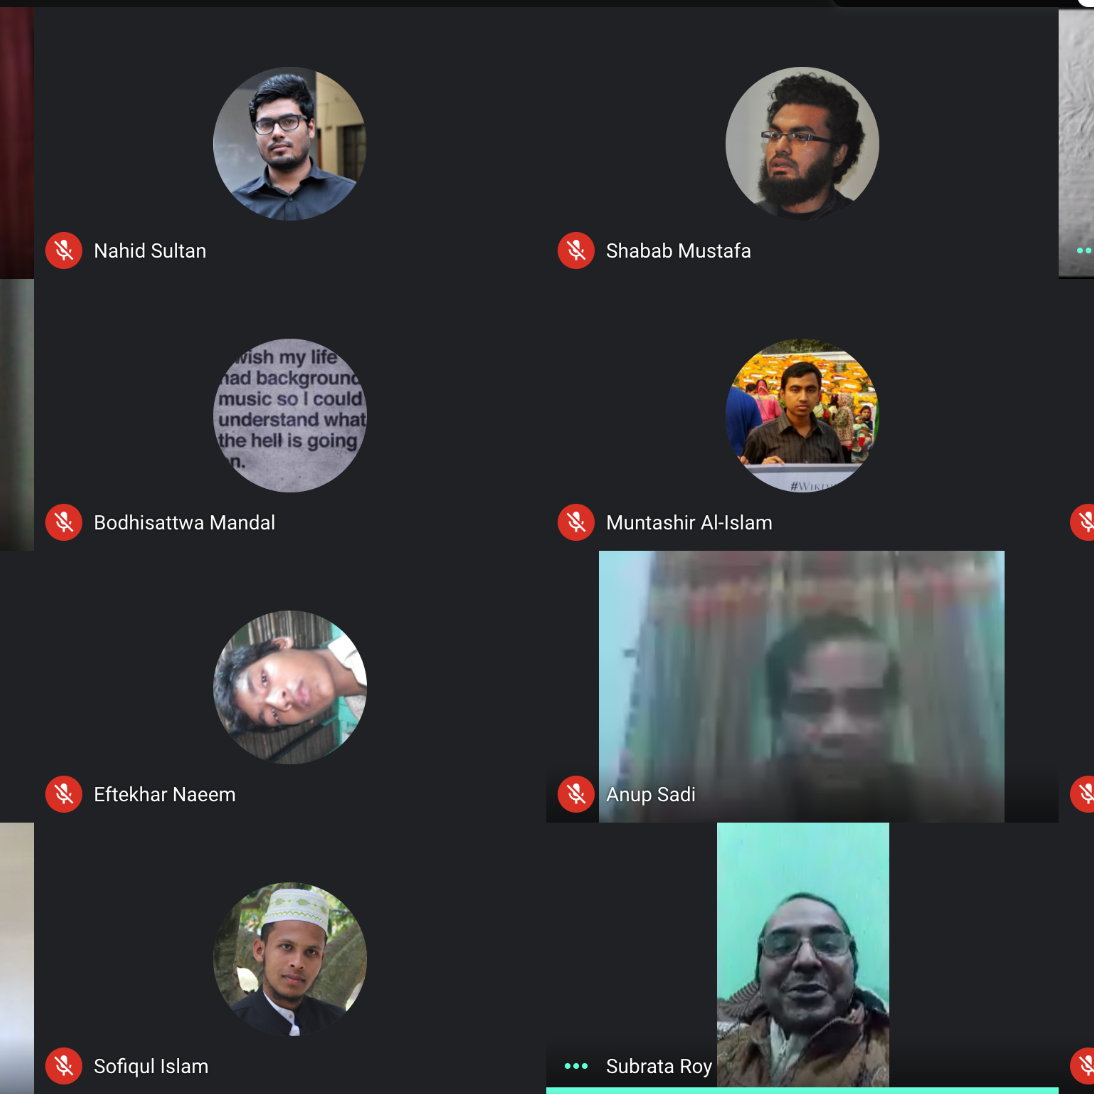 Nahid Sultan
Shabab Mustafa
wish my life
had background
music so I could
understand what
the hell is going
on.
Bodhisattwa Mandal
#WIKI
Muntashir Al-Islam
Eftekhar Naeem
Anup Sadi
Sofiqul Islam
Subrata Roy